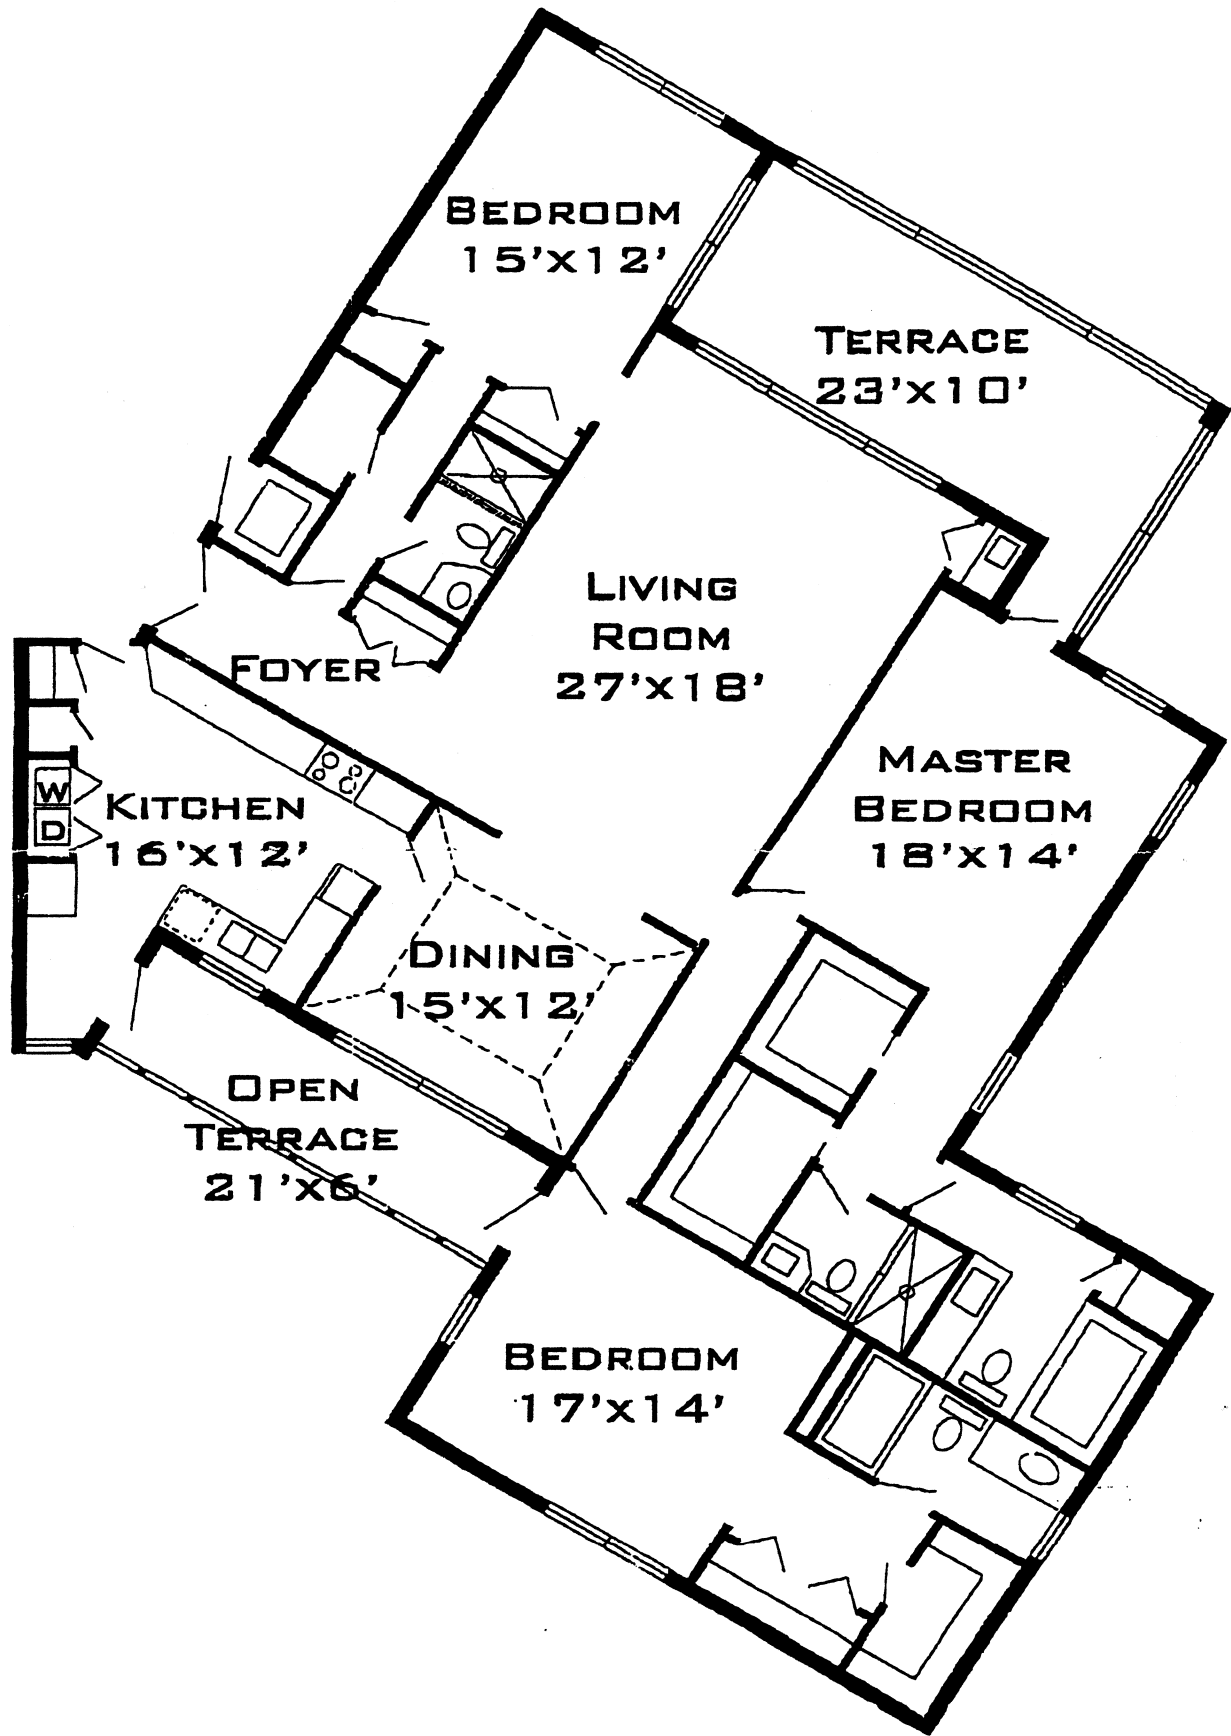 BEDROOM
15'x12'
TERRACE
23'x10'
LIVING
ROOM
27'x18'
FOYER
MASTER
BEDROOM
18'x14'
W
D
KITCHEN
16'x12'
DINING
15'x12'
OPEN
TERRACE
21'x6'
BEDROOM
17'x14'